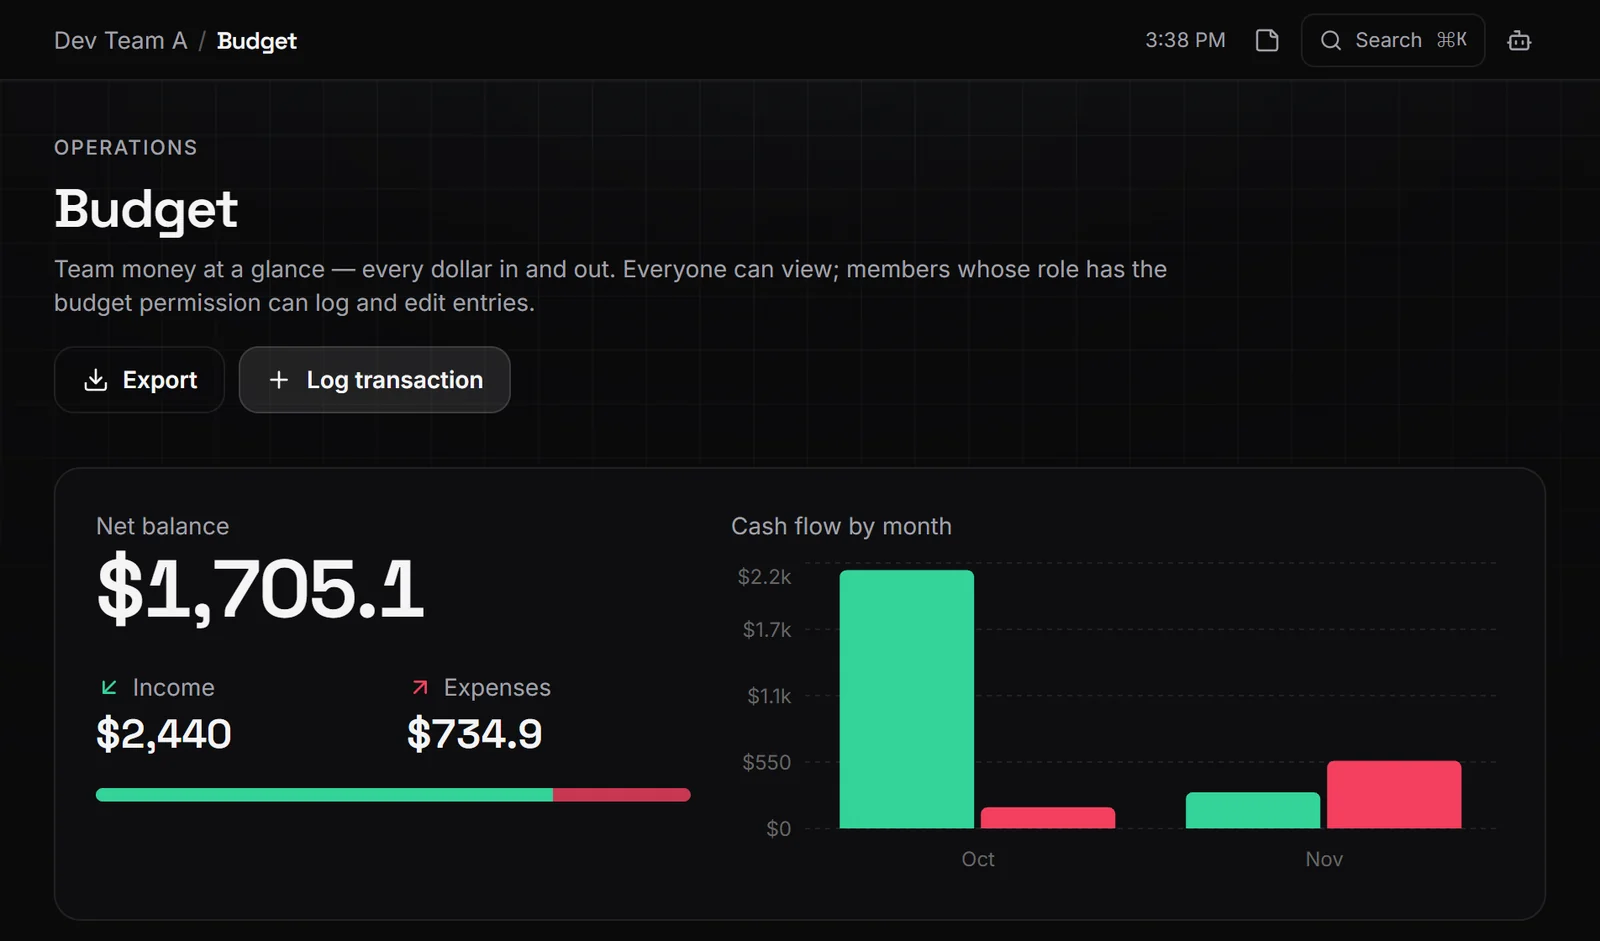 Dev Team A / Budget
3:38 PM
Search ⌘K
OPERATIONS
Budget
Team money at a glance — every dollar in and out. Everyone can view; members whose role has the
budget permission can log and edit entries.
Export
Log transaction
Net balance
$1,705.1
Income
$2,440
Expenses
$734.9
Cash flow by month
$2.2k
$1.7k
$1.1k
$550
$0
Oct
Nov